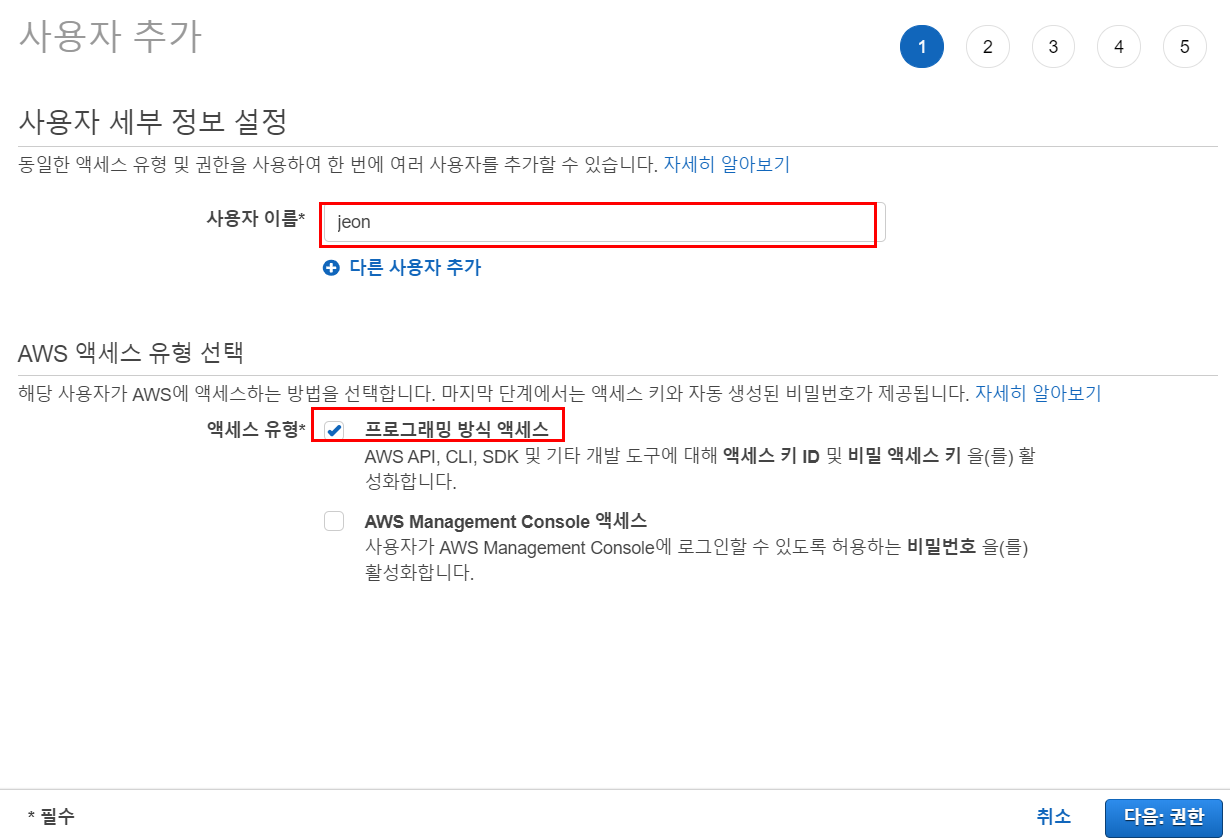 사용자 추가
1 2 3 4 5
사용자 세부 정보 설정
동일한 액세스 유형 및 권한을 사용하여 한 번에 여러 사용자를 추가할 수 있습니다. 자세히 알아보기
사용자 이름* jeon
다른 사용자 추가
AWS 액세스 유형 선택
해당 사용자가 AWS에 액세스하는 방법을 선택합니다. 마지막 단계에서는 액세스 키와 자동 생성된 비밀번호가 제공됩니다. 자세히 알아보기
액세스 유형* 프로그래밍 방식 액세스
AWS API, CLI, SDK 및 기타 개발 도구에 대해 액세스 키 ID 및 비밀 액세스 키 을(를) 활
성화합니다.
AWS Management Console 액세스
사용자가 AWS Management Console에 로그인할 수 있도록 허용하는 비밀번호 을(를)
활성화합니다.
* 필수 취소 다음: 권한